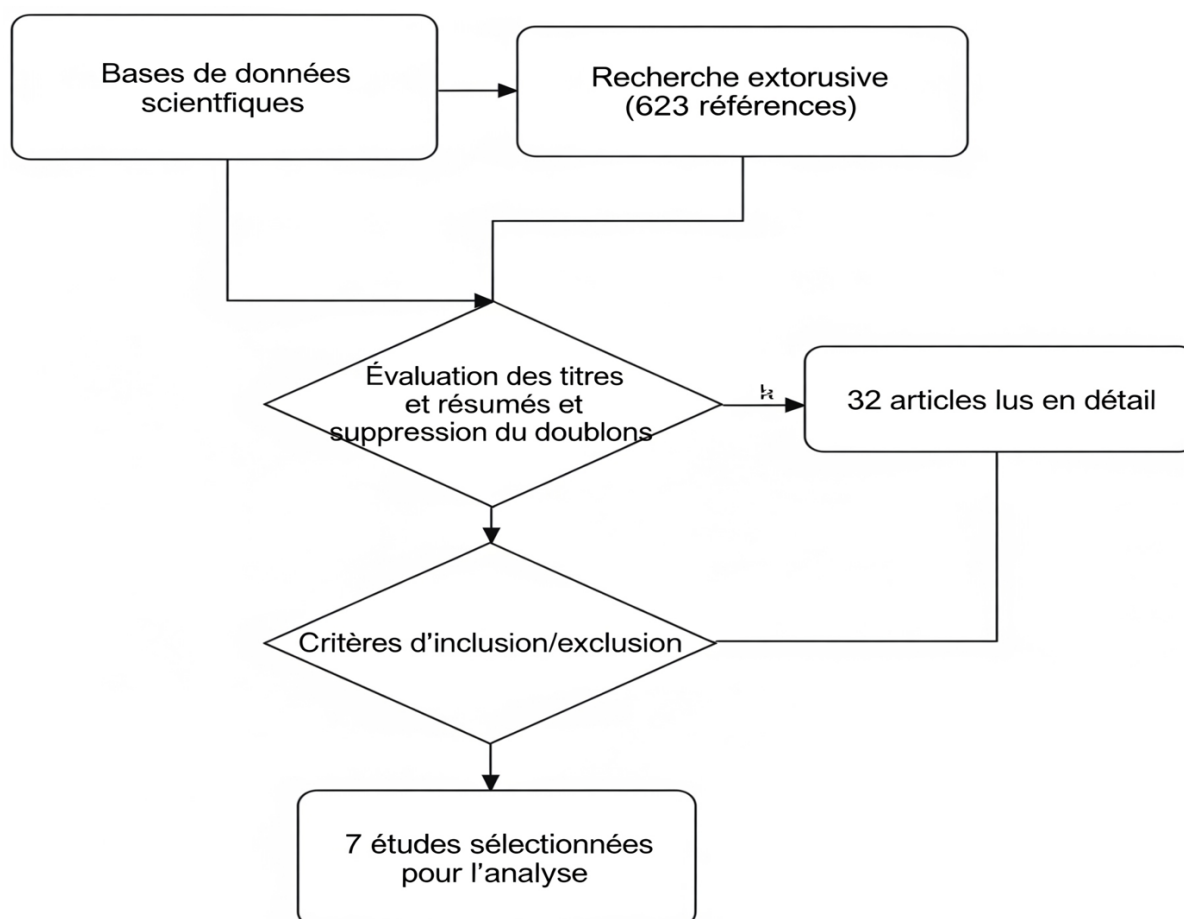 Bases de données
scientfiques
Recherche extorusive
(623 références)
Évaluation des titres
et résumés et
suppression du doublons
32 articles lus en détail
Critères d'inclusion/exclusion
7 études sélectionnées
pour l'analyse